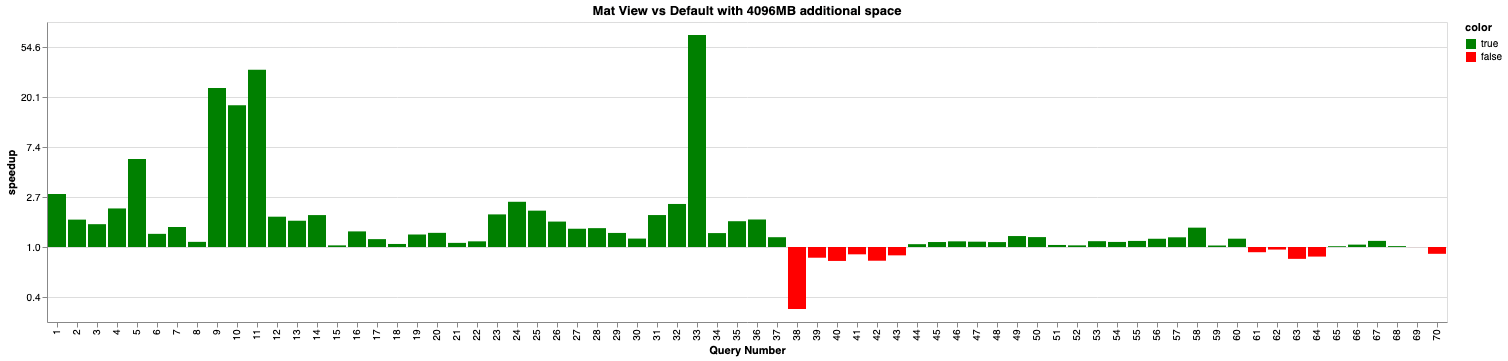 Mat View vs Default with 4096MB additional space
color
true
false
54.6
20.1
7.4
2.7
1.0
0.4
speedup
1 2 3 4 5 6 7 8 9 10 11 12 13 14 15 16 17 18 19 20 21 22 23 24 25 26 27 28 29 30 31 32 33 34 35 36 37 38 39 40 41 42 43 44 45 46 47 48 49 50 51 52 53 54 55 56 57 58 59 60 61 62 63 64 65 66 67 68 69 70
Query Number